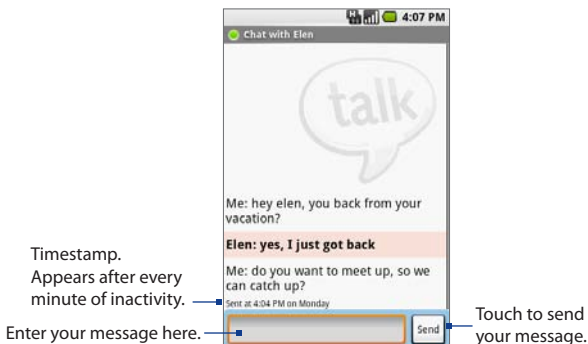 4:07 PM
Chat with Elen
talk
Me: hey elen, you back from your
vacation?
Elen: yes, I just got back
Me: do you want to meet up, so we
can catch up?
Sent at 4:04 PM on Monday
Send
Timestamp.
Appears after every
minute of inactivity.
Enter your message here.
Touch to send
your message.